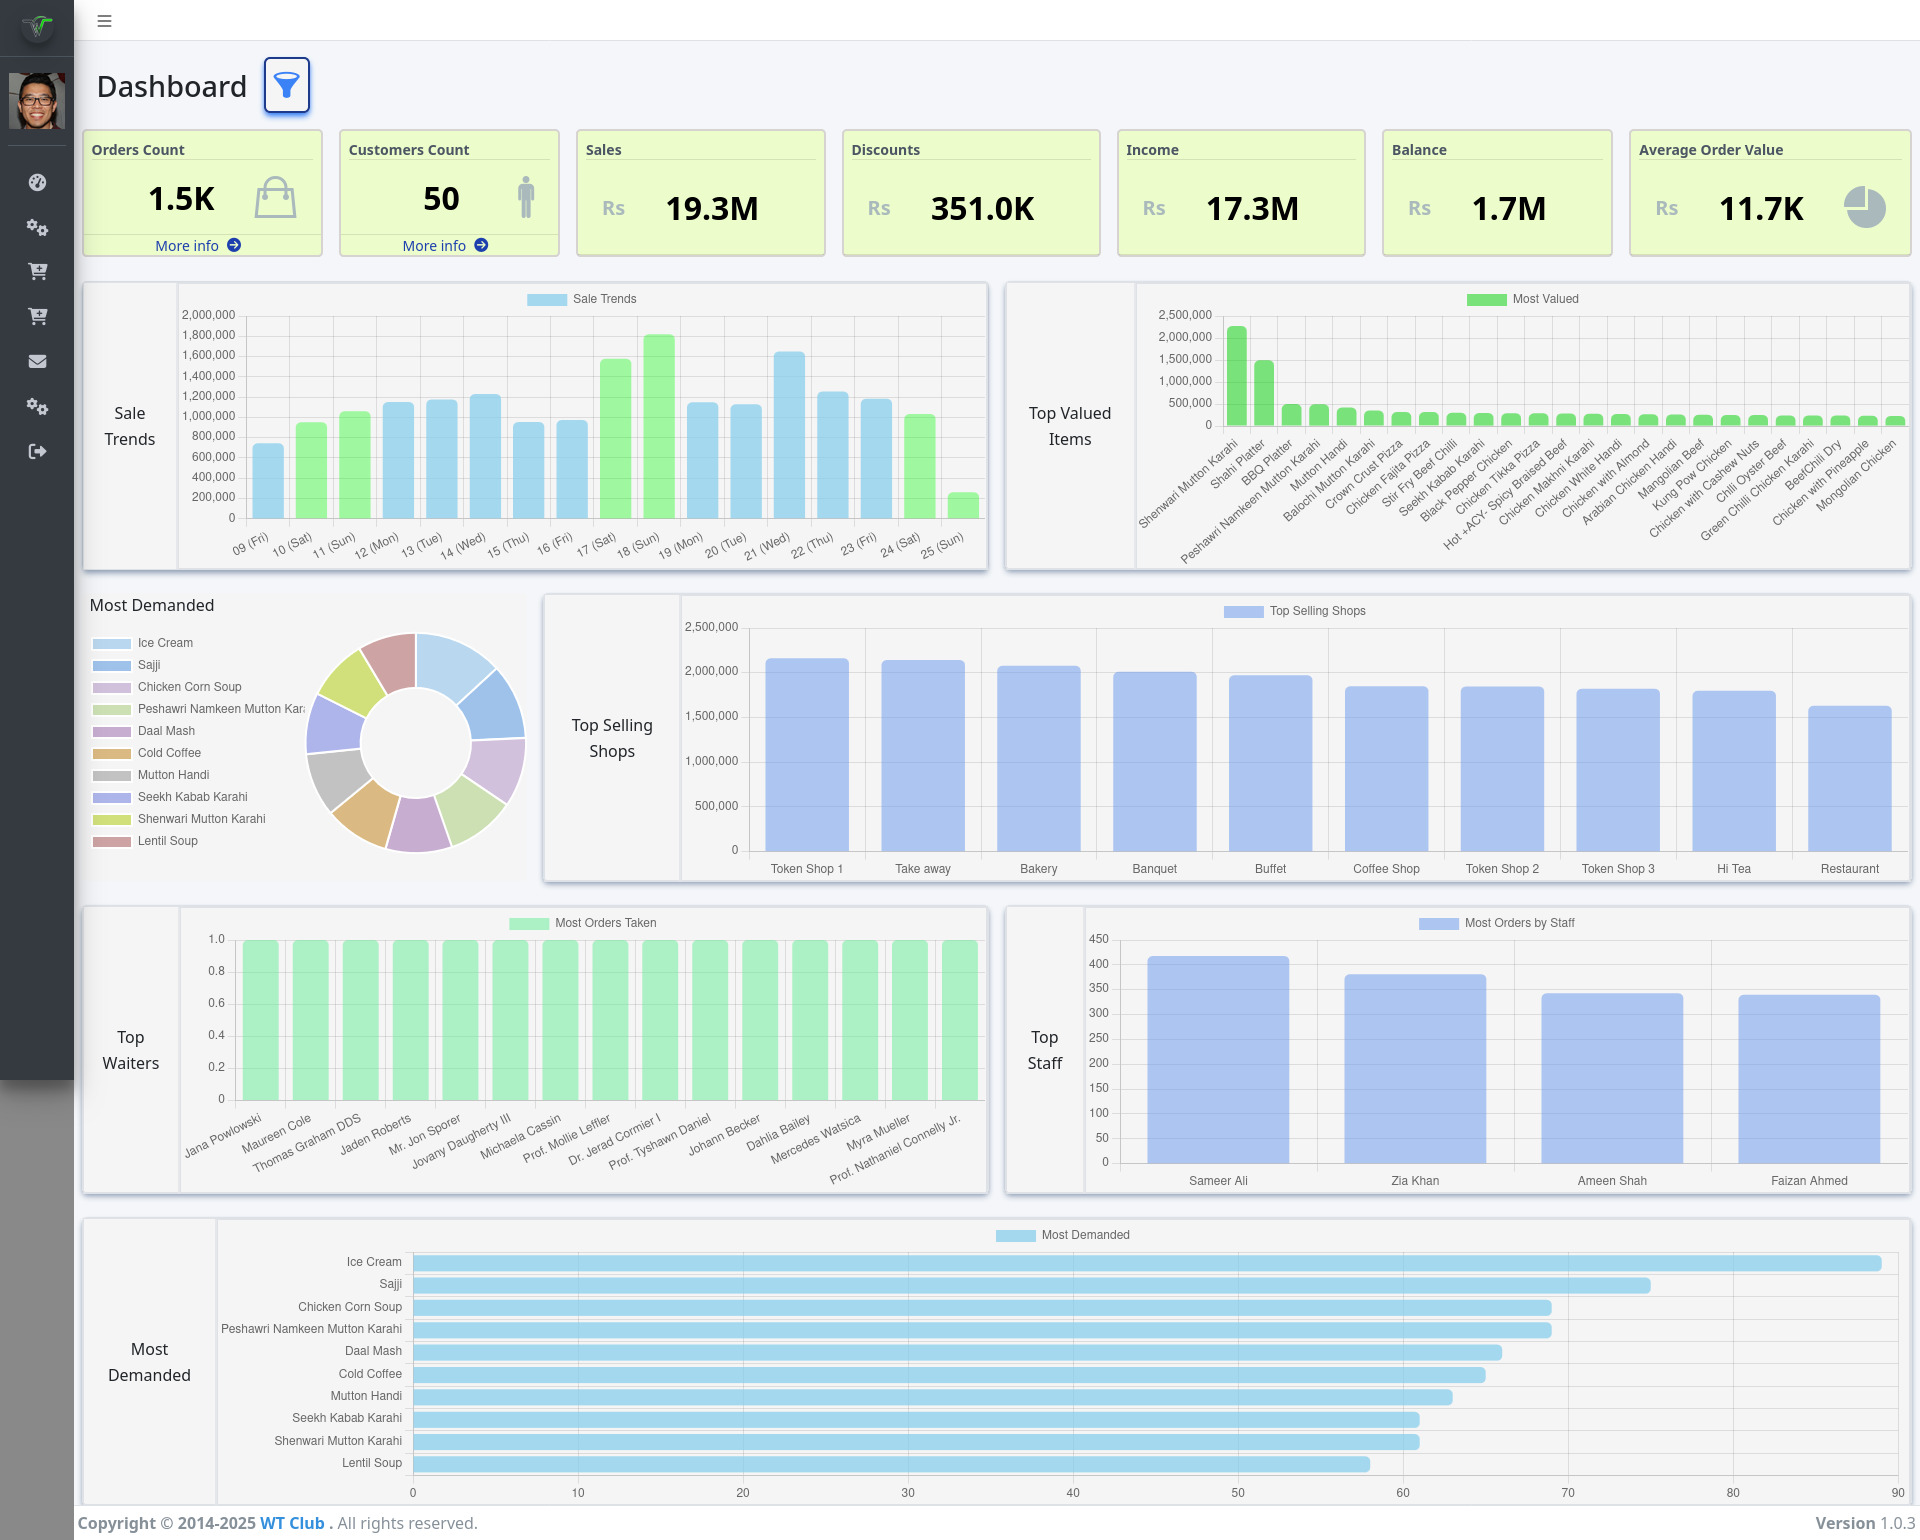 Dashboard
Orders Count
1.5K
More info
Customers Count
50
More info
Sales
Rs 19.3M
Discounts
Rs 351.0K
Income
Rs 17.3M
Balance
Rs 1.7M
Average Order Value
Rs 11.7K
Sale
Trends
Sale Trends
2,000,000
1,800,000
1,600,000
1,400,000
1,200,000
1,000,000
800,000
600,000
400,000
200,000
0
09 (Fri)
10 (Sat)
11 (Sun)
12 (Mon)
13 (Tue)
14 (Wed)
15 (Thu)
16 (Fri)
17 (Sat)
18 (Sun)
19 (Mon)
20 (Tue)
21 (Wed)
22 (Thu)
23 (Fri)
24 (Sat)
25 (Sun)
Top Valued
Items
Most Valued
2,500,000
2,000,000
1,500,000
1,000,000
500,000
0
Shenwari Mutton Karahi
Shahi Platter
BBQ Platter
Peshawri Namkeen Mutton Karahi
Mutton Handi
Balochi Mutton Karahi
Crown Crust Pizza
Chicken Fajita Pizza
Stir Fry Beef Chilli
Seekh Kabab Karahi
Black Pepper Chicken
Chicken Tikka Pizza
Hot +ACY- Spicy Braised Beef
Chicken Makhni Karahi
Chicken White Handi
Chicken with Almond
Arabian Chicken Handi
Mangolian Beef
Kung Pow Chicken
Chicken with Cashew Nuts
Chili Oyster Beef
Green Chilli Chicken Karahi
BeefChili Dry
Chicken with Pineapple
Mongolian Chicken
Most Demanded
Ice Cream
Sajji
Chicken Corn Soup
Peshawri Namkeen Mutton Kar
Daal Mash
Cold Coffee
Mutton Handi
Seekh Kabab Karahi
Shenwari Mutton Karahi
Lentil Soup
Top Selling
Shops
Top Selling Shops
2,500,000
2,000,000
1,500,000
1,000,000
500,000
0
Token Shop 1
Take away
Bakery
Banquet
Buffet
Coffee Shop
Token Shop 2
Token Shop 3
Hi Tea
Restaurant
Top
Waiters
Most Orders Taken
1.0
0.8
0.6
0.4
0.2
0
Jana Powlowski
Maureen Cole
Thomas Graham DDS
Jaden Roberts
Mr. Jon Sporer
Jovany Daugherty III
Michaela Cassin
Prof. Mollie Leffler
Dr. Jerad Cormier I
Prof. Tyshawn Daniel
Johann Becker
Dahlia Bailey
Mercedes Watsica
Myra Mueller
Prof. Nathaniel Connelly Jr.
Top
Staff
Most Orders by Staff
450
400
350
300
250
200
150
100
50
0
Sameer Ali
Zia Khan
Ameen Shah
Faizan Ahmed
Most
Demanded
Most Demanded
Ice Cream
Sajji
Chicken Corn Soup
Peshawri Namkeen Mutton Karahi
Daal Mash
Cold Coffee
Mutton Handi
Seekh Kabab Karahi
Shenwari Mutton Karahi
Lentil Soup
0 10 20 30 40 50 60 70 80 90
Copyright © 2014-2025 WT Club . All rights reserved.
Version 1.0.3